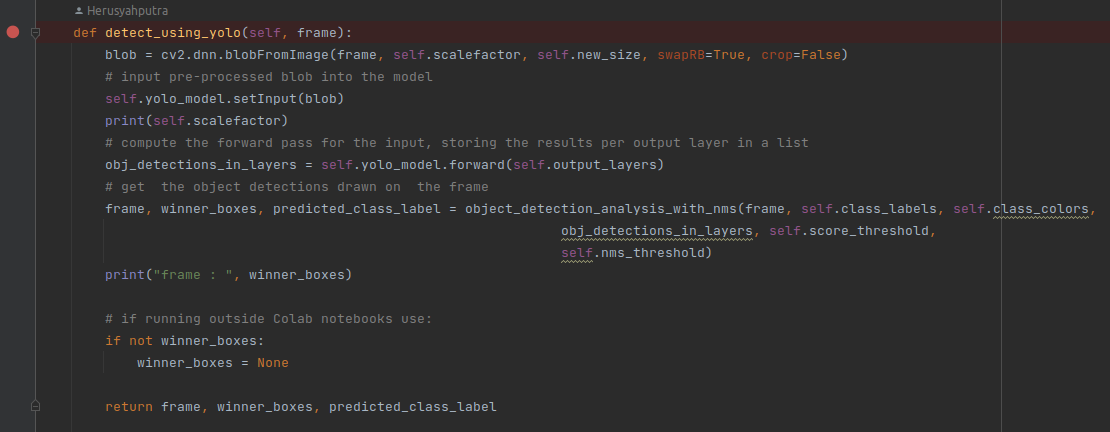 Herusyahputra
def detect_using_yolo(self, frame):
    blob = cv2.dnn.blobFromImage(frame, self.scalefactor, self.new_size, swapRB=True, crop=False)
    # input pre-processed blob into the model
    self.yolo_model.setInput(blob)
    print(self.scalefactor)
    # compute the forward pass for the input, storing the results per output layer in a list
    obj_detections_in_layers = self.yolo_model.forward(self.output_layers)
    # get  the object detections drawn on  the frame
    frame, winner_boxes, predicted_class_label = object_detection_analysis_with_nms(frame, self.class_labels, self.class_colors,
                                                             obj_detections_in_layers, self.score_threshold,
                                                             self.nms_threshold)
    print("frame : ", winner_boxes)

    # if running outside Colab notebooks use:
    if not winner_boxes:
        winner_boxes = None

    return frame, winner_boxes, predicted_class_label